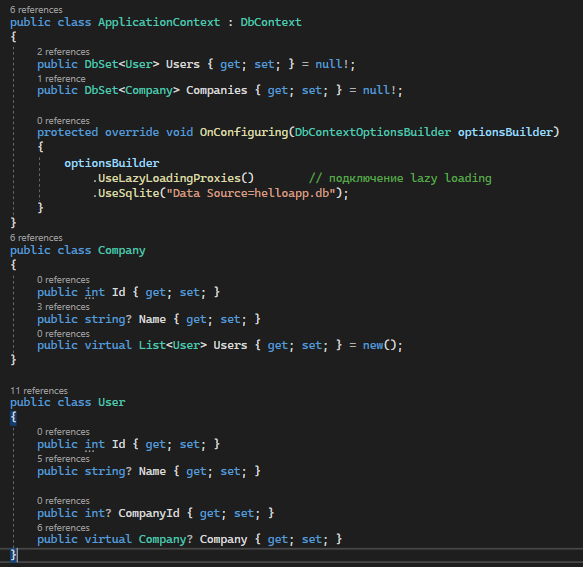 6 references
public class ApplicationContext : DbContext
{
2 references
public DbSet<User> Users { get; set; } = null!;
1 reference
public DbSet<Company> Companies { get; set; } = null!;
0 references
protected override void OnConfiguring(DbContextOptionsBuilder optionsBuilder)
{
optionsBuilder
.UseLazyLoadingProxies() // подключение lazy loading
.UseSqlite("Data Source=helloapp.db");
}
}
6 references
public class Company
{
0 references
public int Id { get; set; }
3 references
public string? Name { get; set; }
0 references
public virtual List<User> Users { get; set; } = new();
}
11 references
public class User
{
0 references
public int Id { get; set; }
5 references
public string? Name { get; set; }
0 references
public int? CompanyId { get; set; }
6 references
public virtual Company? Company { get; set; }
}